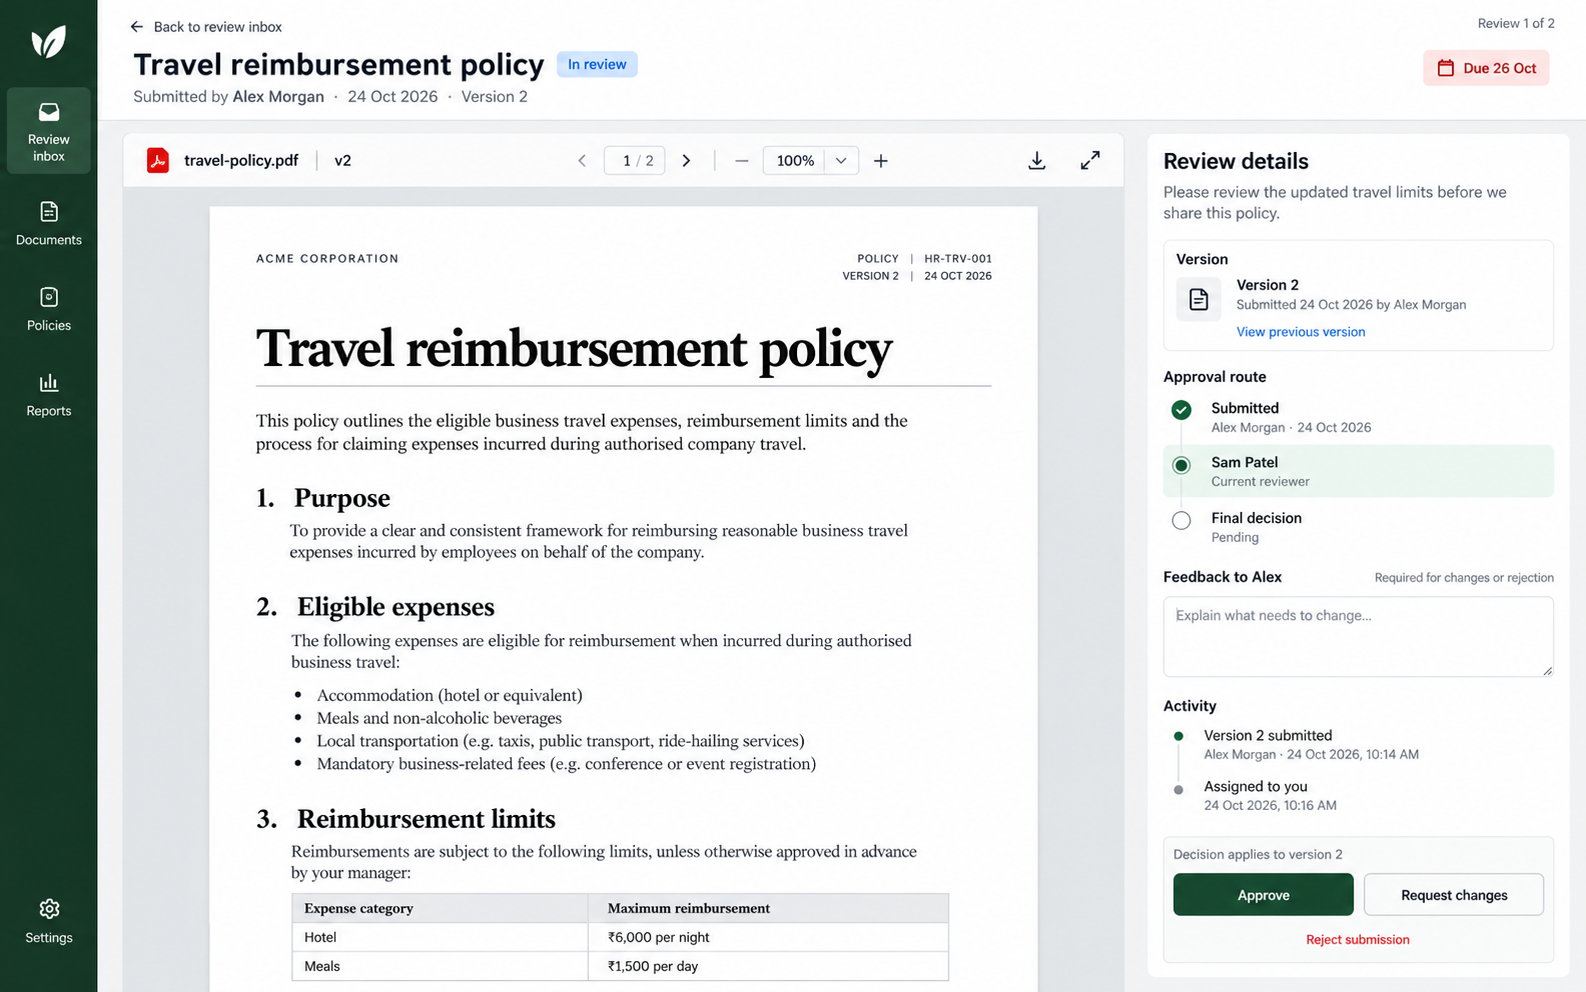 Back to review inbox
Review 1 of 2
Travel reimbursement policy
In review
Due 26 Oct
Submitted by Alex Morgan · 24 Oct 2026 · Version 2
Review
inbox
Documents
Policies
Reports
Settings
travel-policy.pdf
v2
1 / 2
100%
ACME CORPORATION
POLICY | HR-TRV-001
VERSION 2 | 24 OCT 2026
Travel reimbursement policy
This policy outlines the eligible business travel expenses, reimbursement limits and the
process for claiming expenses incurred during authorised company travel.
1. Purpose
To provide a clear and consistent framework for reimbursing reasonable business travel
expenses incurred by employees on behalf of the company.
2. Eligible expenses
The following expenses are eligible for reimbursement when incurred during authorised
business travel:
• Accommodation (hotel or equivalent)
• Meals and non-alcoholic beverages
• Local transportation (e.g. taxis, public transport, ride-hailing services)
• Mandatory business-related fees (e.g. conference or event registration)
3. Reimbursement limits
Reimbursements are subject to the following limits, unless otherwise approved in advance
by your manager:
Expense category Maximum reimbursement
Hotel ₹6,000 per night
Meals ₹1,500 per day
Review details
Please review the updated travel limits before we
share this policy.
Version
Version 2
Submitted 24 Oct 2026 by Alex Morgan
View previous version
Approval route
Submitted
Alex Morgan · 24 Oct 2026
Sam Patel
Current reviewer
Final decision
Pending
Feedback to Alex
Required for changes or rejection
Explain what needs to change...
Activity
Version 2 submitted
Alex Morgan · 24 Oct 2026, 10:14 AM
Assigned to you
24 Oct 2026, 10:16 AM
Decision applies to version 2
Approve
Request changes
Reject submission